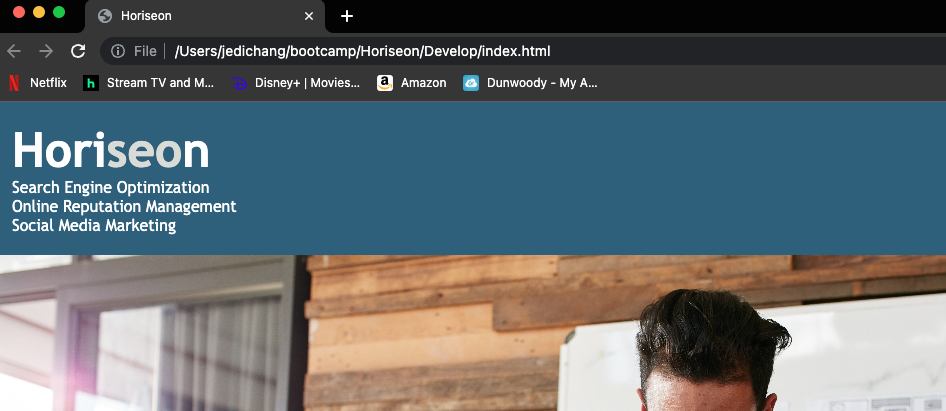 Horiseon
File /Users/jedichang/bootcamp/Horiseon/Develop/index.html
Netflix Stream TV and M... Disney+ | Movies... Amazon Dunwoody - My A...
Horiseon
Search Engine Optimization
Online Reputation Management
Social Media Marketing